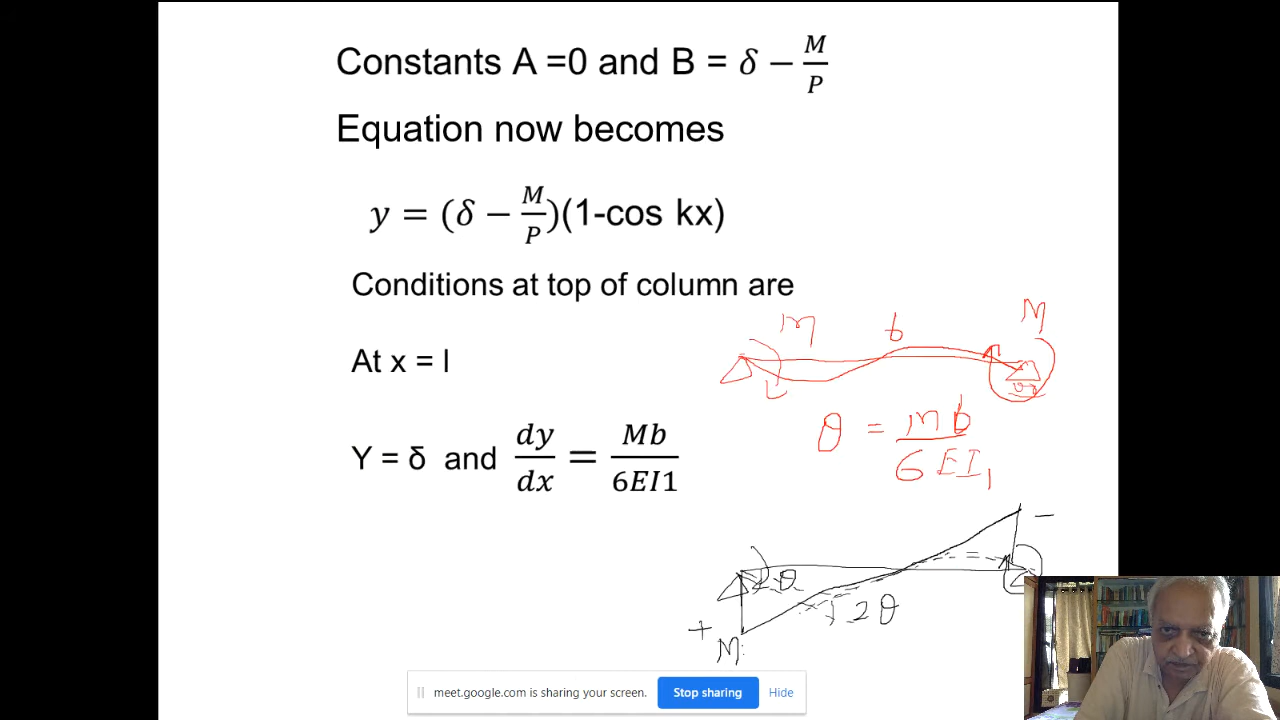 Constants A =0 and B = δ − M/P
Equation now becomes
y = (δ − M/P)(1-cos kx)
Conditions at top of column are
At x = l
Y = δ and dy/dx = Mb/6EI1
M b M
θ = Mb/6EI₁
−
2θ
2θ
+
M
meet.google.com is sharing your screen. Stop sharing Hide